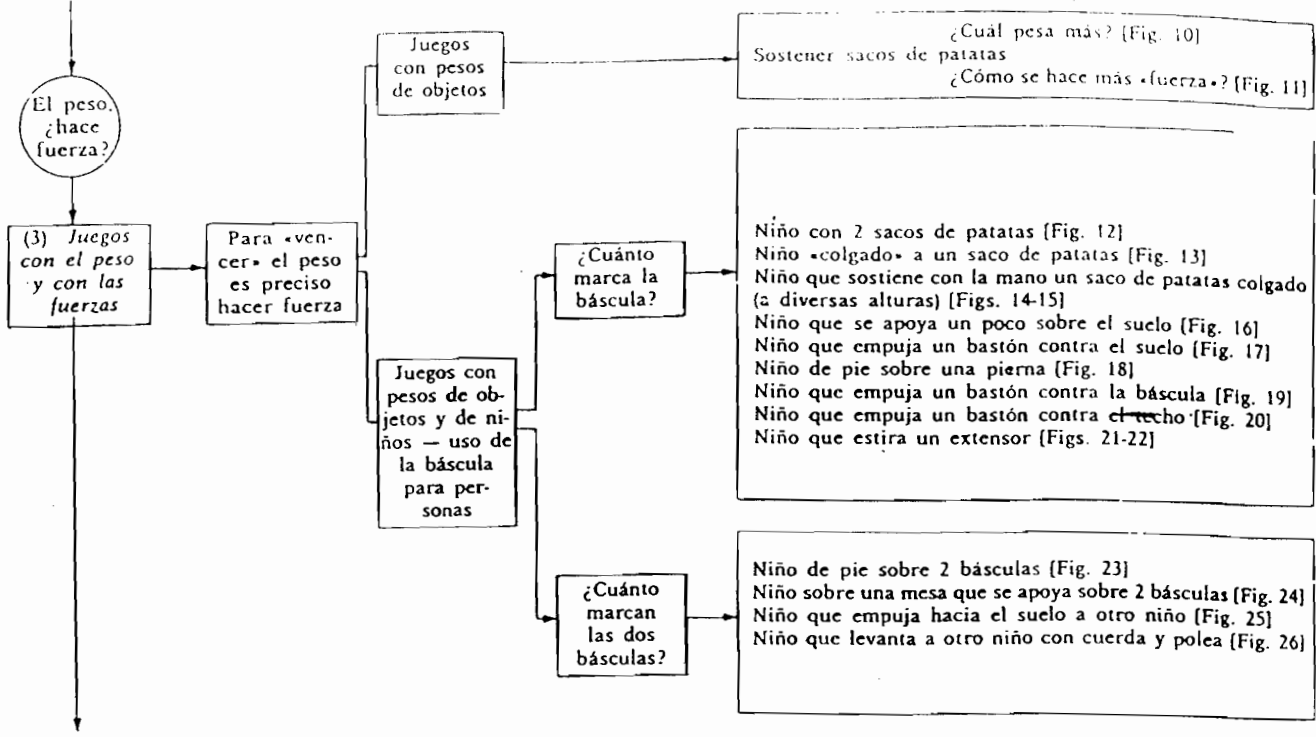 El peso,
¿hace
fuerza?
(3) Juegos
con el peso
y con las
fuerzas
Para «ven-
cer» el peso
es preciso
hacer fuerza
Juegos
con pesos
de objetos
¿Cuál pesa más? [Fig. 10]
Sostener sacos de patatas
¿Cómo se hace más «fuerza»? [Fig. 11]
Juegos con
pesos de ob-
jetos y de ni-
ños — uso de
la báscula
para per-
sonas
¿Cuánto
marca la
báscula?
Niño con 2 sacos de patatas [Fig. 12]
Niño «colgado» a un saco de patatas [Fig. 13]
Niño que sostiene con la mano un saco de patatas colgado
(a diversas alturas) [Figs. 14-15]
Niño que se apoya un poco sobre el suelo [Fig. 16]
Niño que empuja un bastón contra el suelo [Fig. 17]
Niño de pie sobre una pierna [Fig. 18]
Niño que empuja un bastón contra la báscula [Fig. 19]
Niño que empuja un bastón contra el techo [Fig. 20]
Niño que estira un extensor [Figs. 21-22]
¿Cuánto
marcan
las dos
básculas?
Niño de pie sobre 2 básculas [Fig. 23]
Niño sobre una mesa que se apoya sobre 2 básculas [Fig. 24]
Niño que empuja hacia el suelo a otro niño [Fig. 25]
Niño que levanta a otro niño con cuerda y polea [Fig. 26]